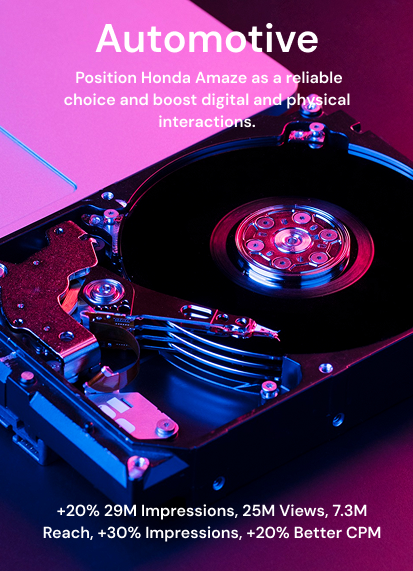 Automotive
Position Honda Amaze as a reliable
choice and boost digital and physical
interactions.
+20% 29M Impressions, 25M Views, 7.3M
Reach, +30% Impressions, +20% Better CPM